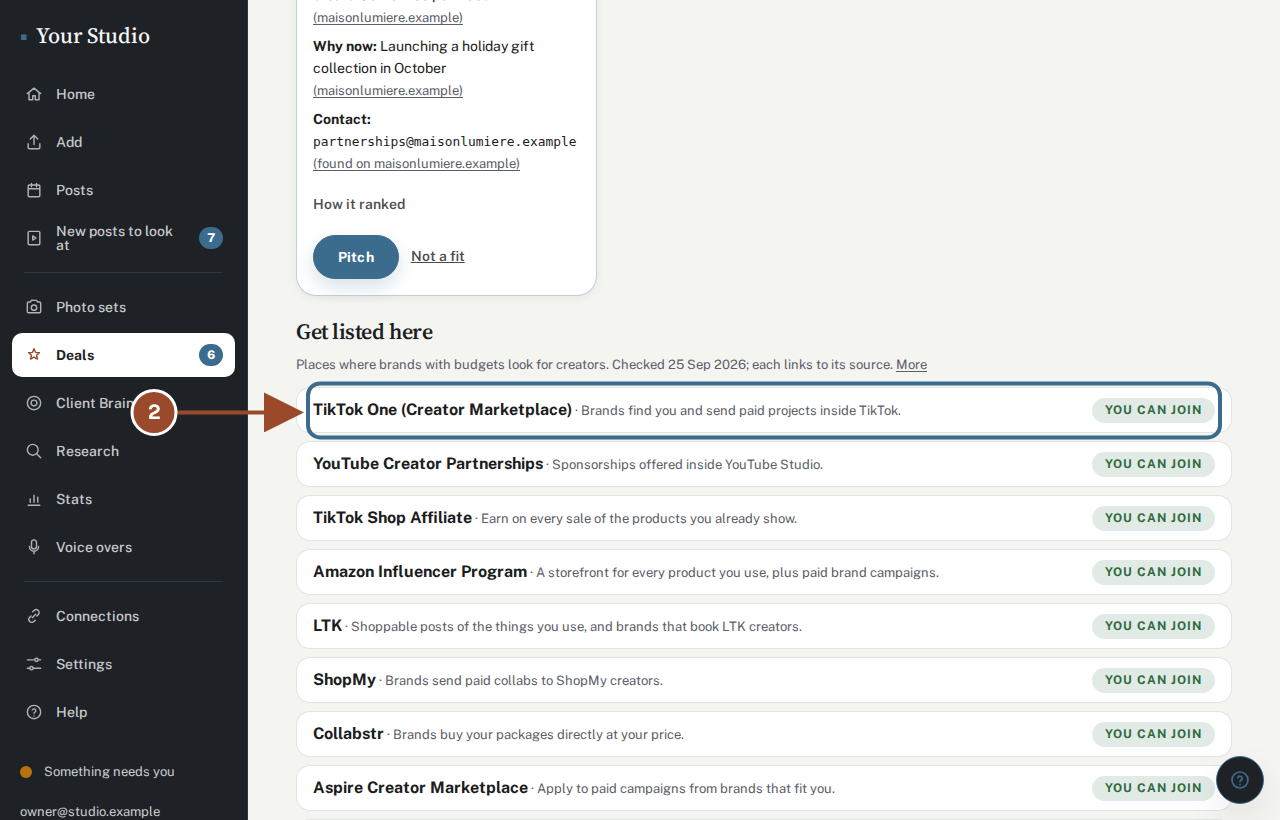 Your Studio
Home
Add
Posts
New posts to look
at
7
Photo sets
Deals
6
Client Brain
2
Research
Stats
Voice overs
Connections
Settings
Help
Something needs you
owner@studio.example
(maisonlumiere.example)
Why now: Launching a holiday gift
collection in October
(maisonlumiere.example)
Contact:
partnerships@maisonlumiere.example
(found on maisonlumiere.example)
How it ranked
Pitch
Not a fit
Get listed here
Places where brands with budgets look for creators. Checked 25 Sep 2026; each links to its source. More
TikTok One (Creator Marketplace) · Brands find you and send paid projects inside TikTok. YOU CAN JOIN
YouTube Creator Partnerships · Sponsorships offered inside YouTube Studio. YOU CAN JOIN
TikTok Shop Affiliate · Earn on every sale of the products you already show. YOU CAN JOIN
Amazon Influencer Program · A storefront for every product you use, plus paid brand campaigns. YOU CAN JOIN
LTK · Shoppable posts of the things you use, and brands that book LTK creators. YOU CAN JOIN
ShopMy · Brands send paid collabs to ShopMy creators. YOU CAN JOIN
Collabstr · Brands buy your packages directly at your price. YOU CAN JOIN
Aspire Creator Marketplace · Apply to paid campaigns from brands that fit you. YOU CAN JOIN